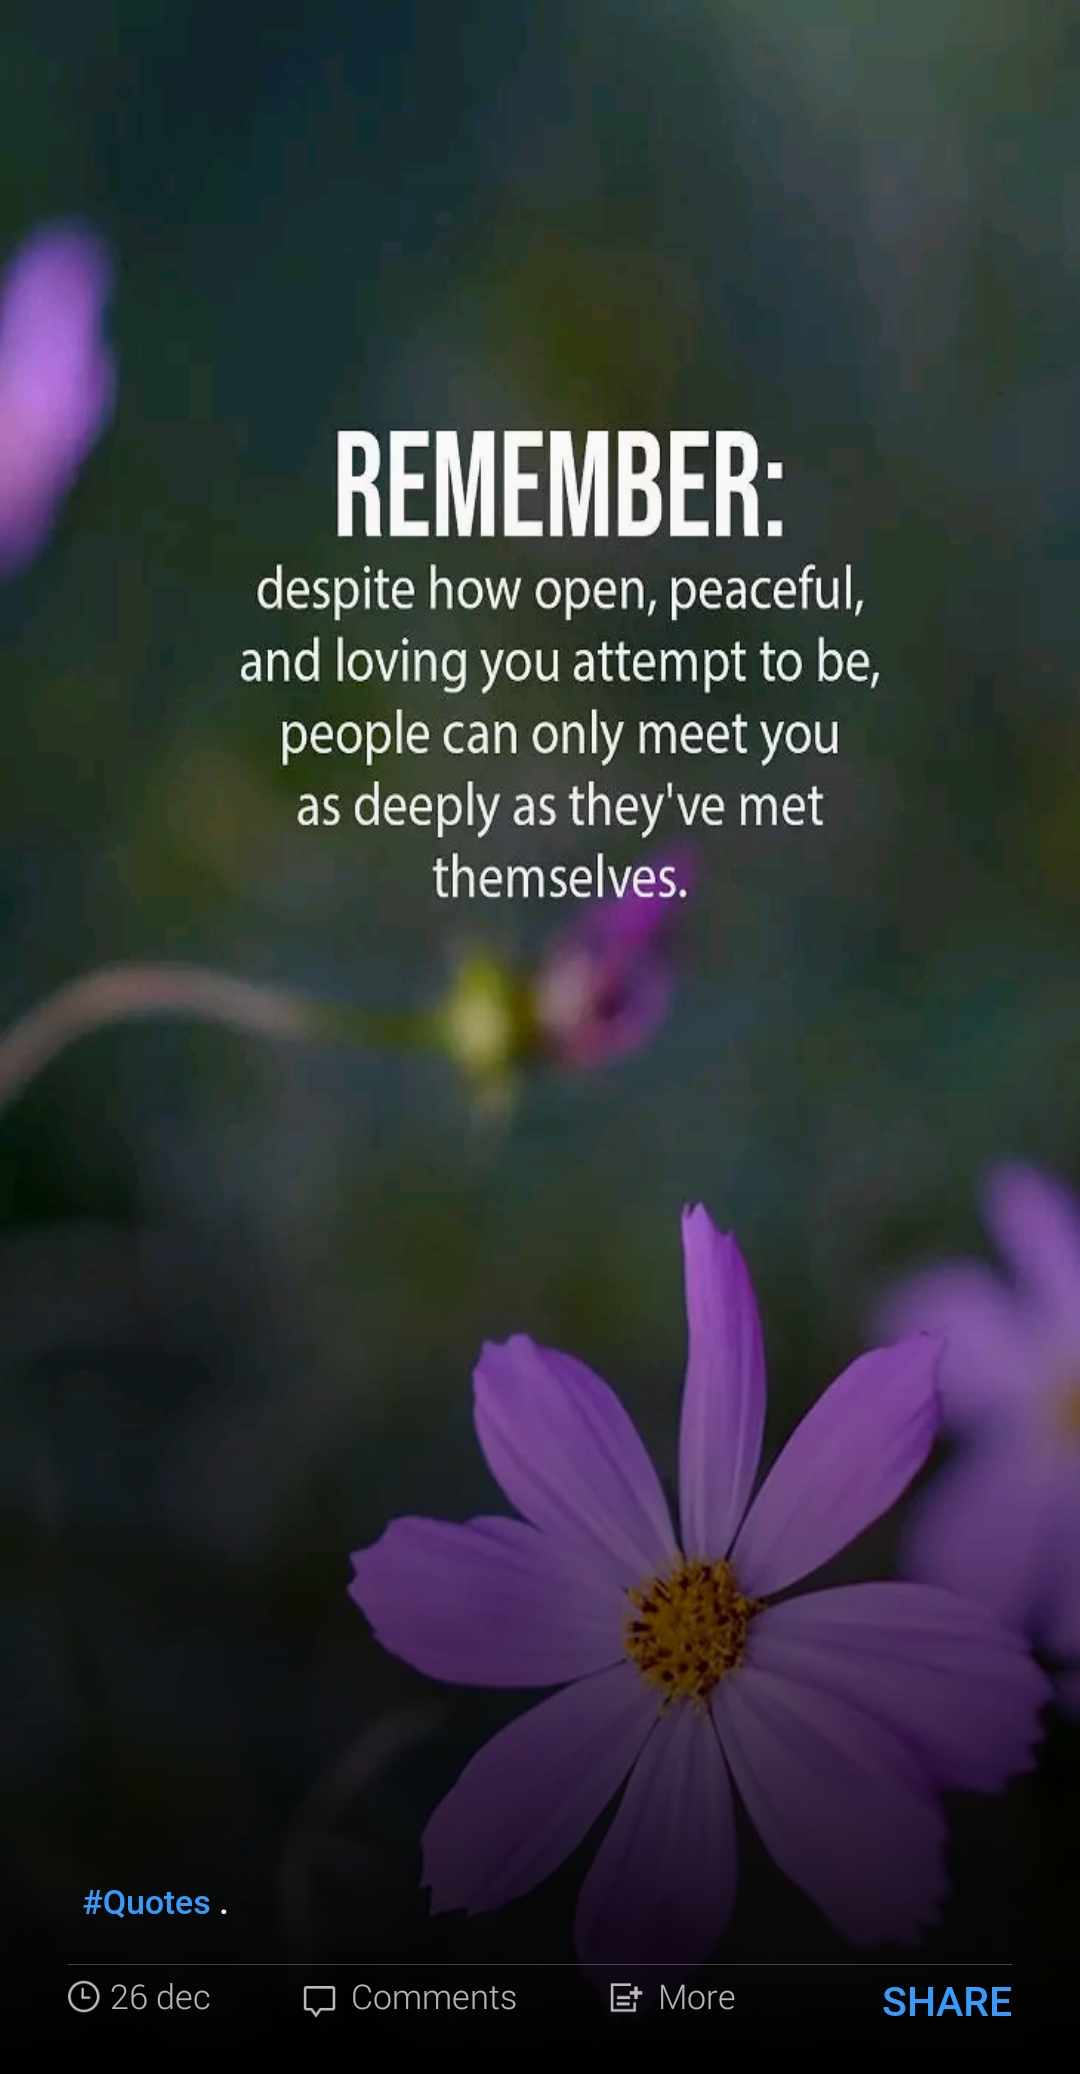 REMEMBER:
despite how open, peaceful,
and loving you attempt to be,
people can only meet you
as deeply as they've met
themselves.
#Quotes .
26 dec
Comments
More
SHARE